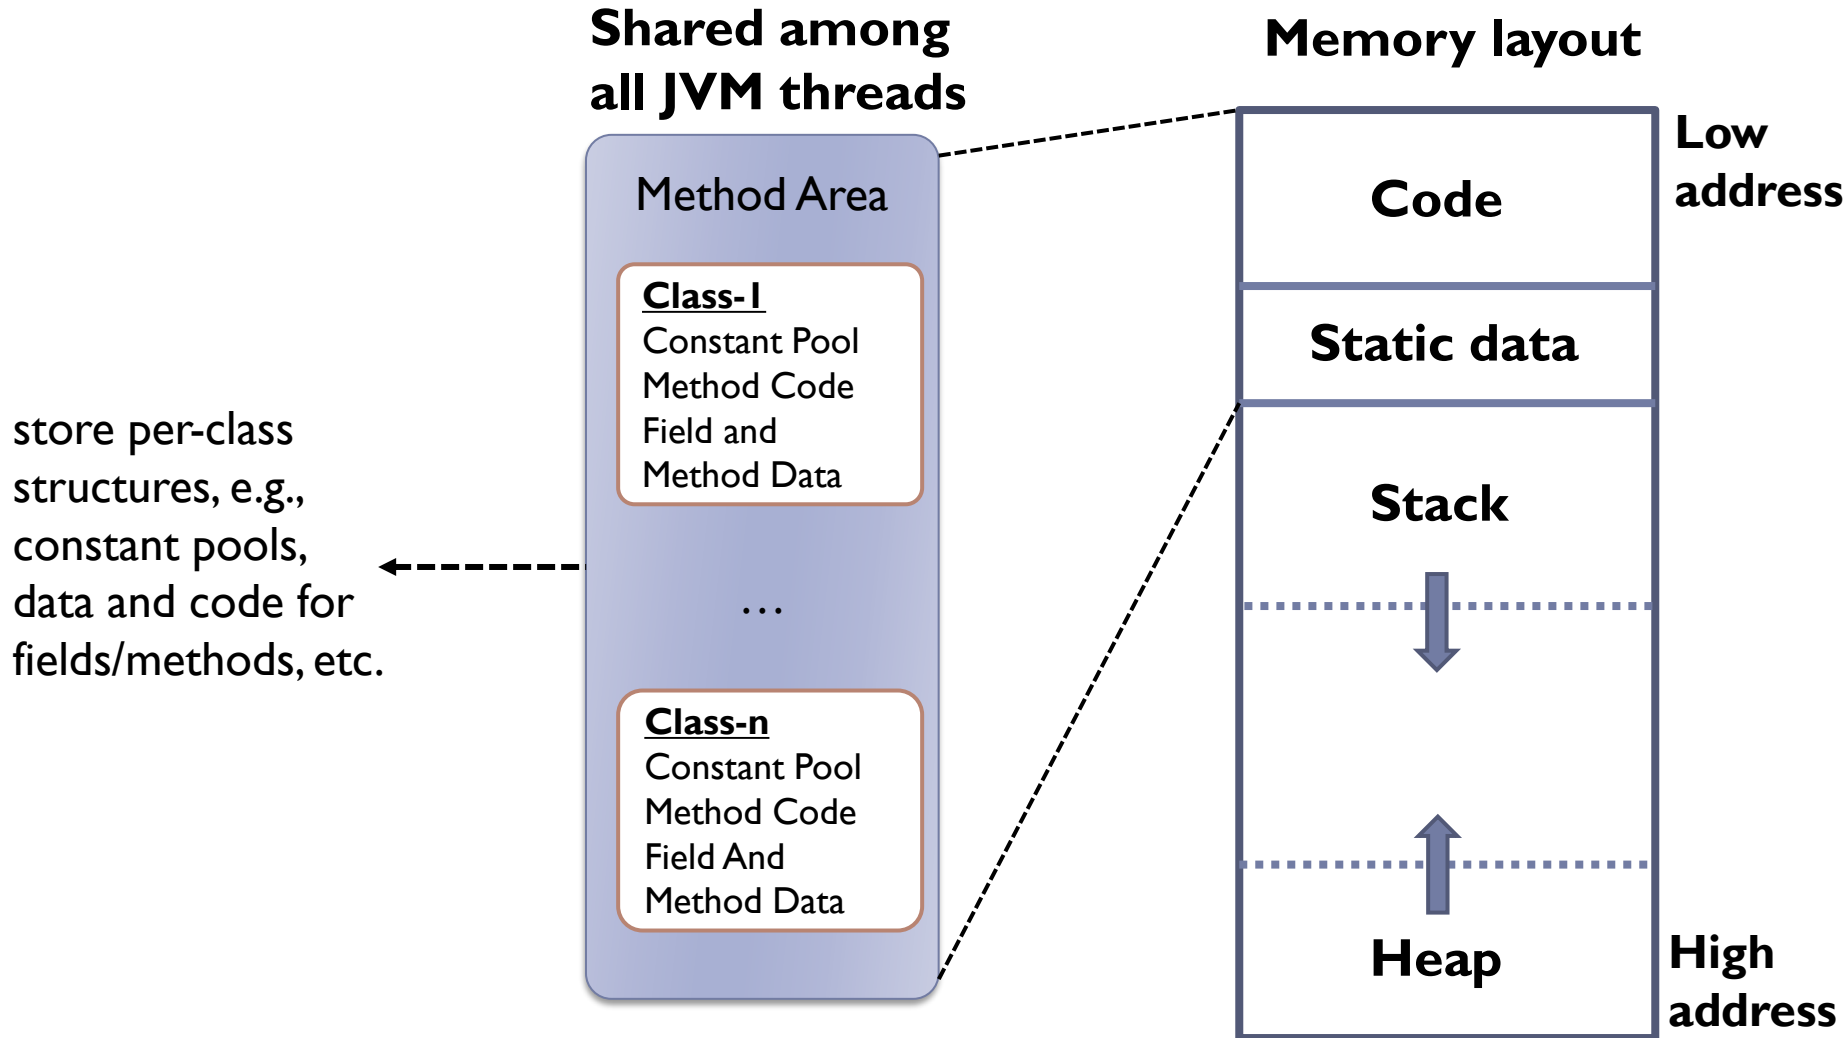 Shared among
all JVM threads
Memory layout
Method Area
Class-1
Constant Pool
Method Code
Field and
Method Data
…
Class-n
Constant Pool
Method Code
Field And
Method Data
store per-class
structures, e.g.,
constant pools,
data and code for
fields/methods, etc.
Code
Static data
Stack
Heap
Low
address
High
address